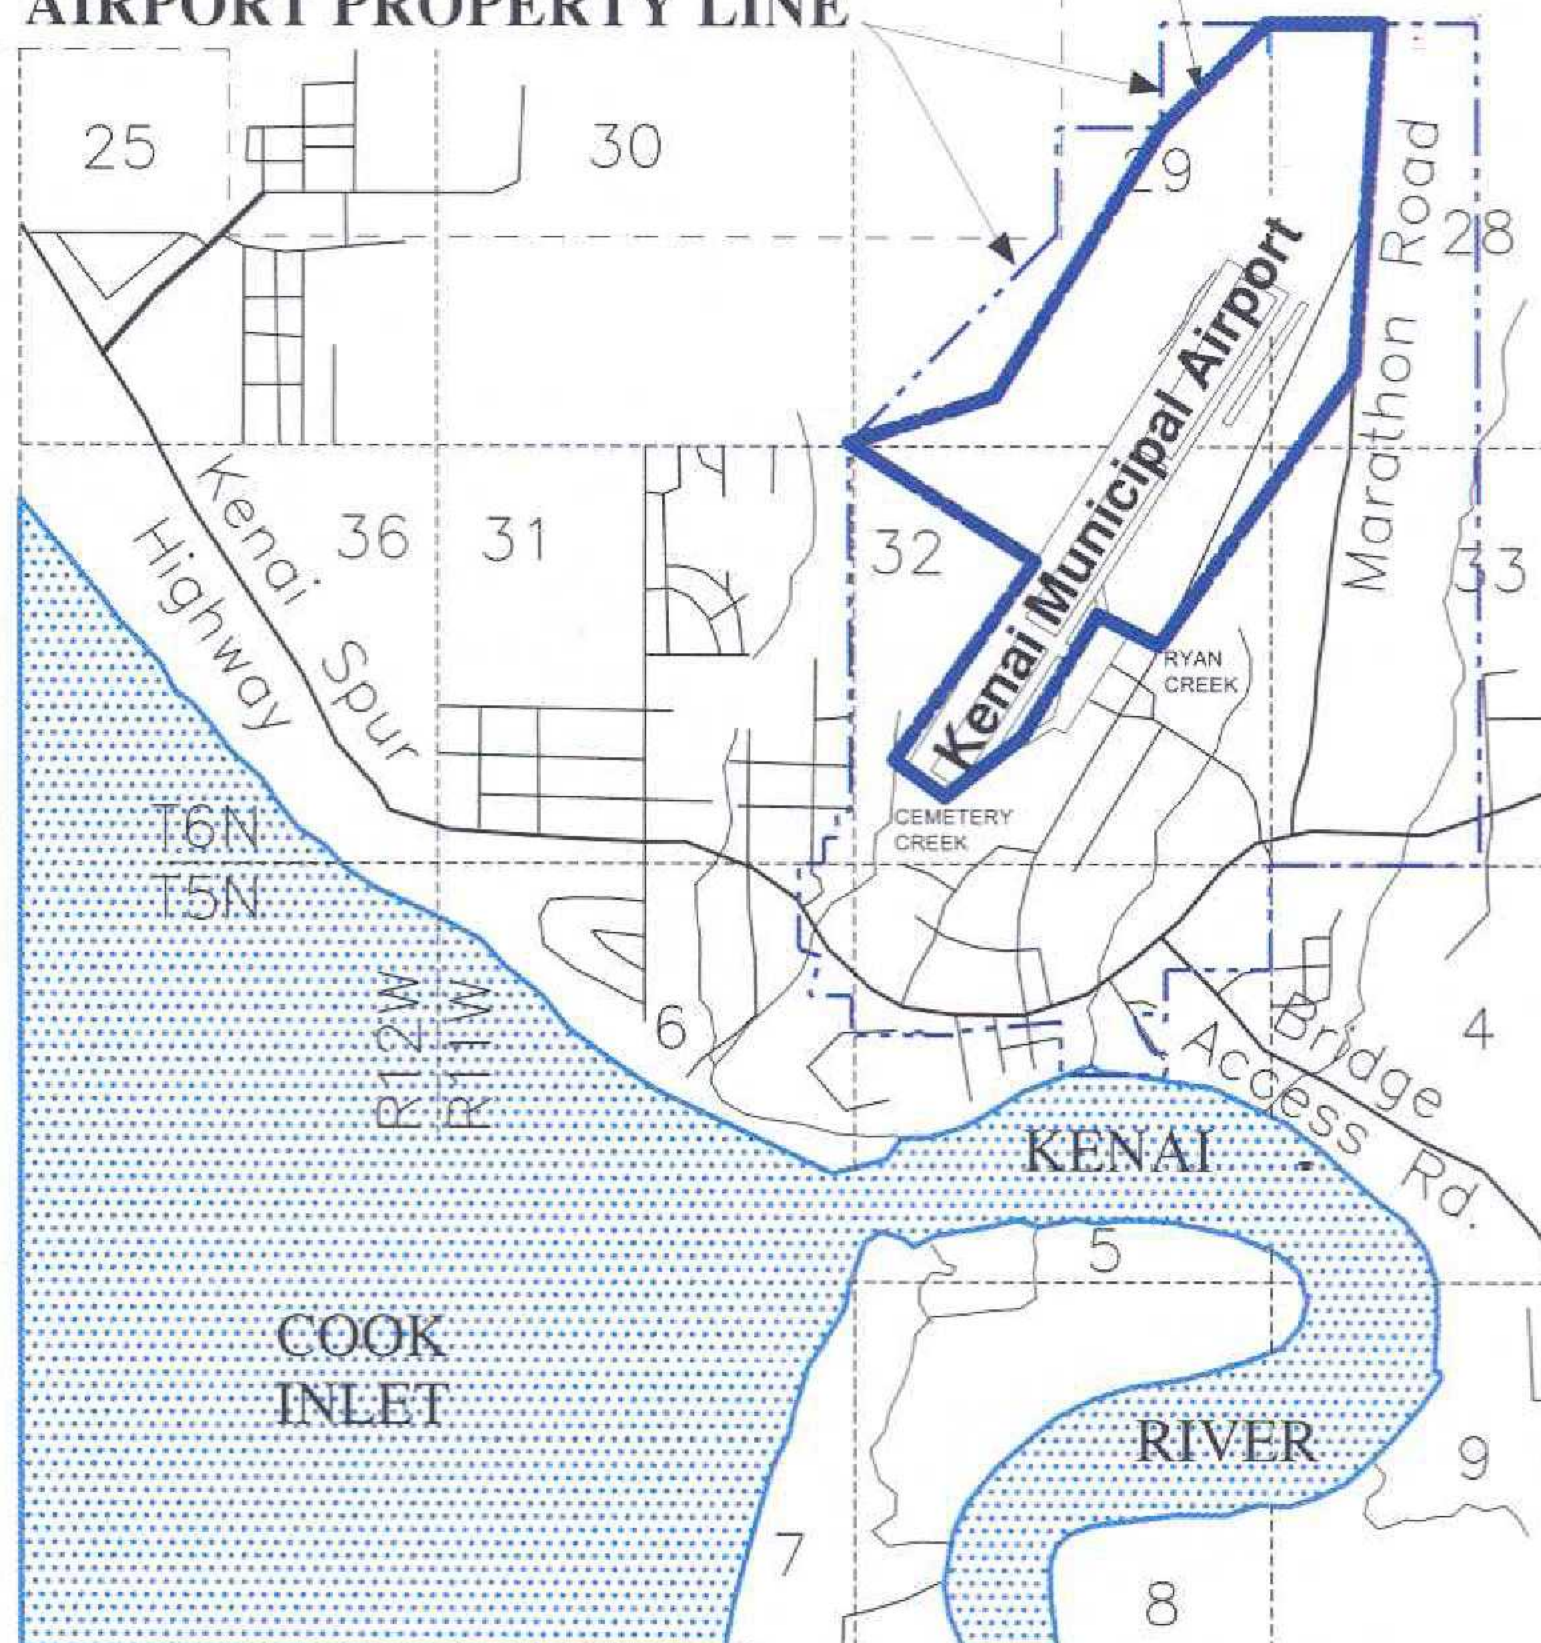 AIRPORT PROPERTY LINE
25
30
29
28
Marathon Road
Kenai Municipal Airport
Kenai Spur
Highway
36
31
32
33
RYAN
CREEK
CEMETERY
CREEK
T6N
T5N
R12W
R11W
6
4
Bridge
Access Rd.
KENAI
5
COOK
INLET
RIVER
9
7
8